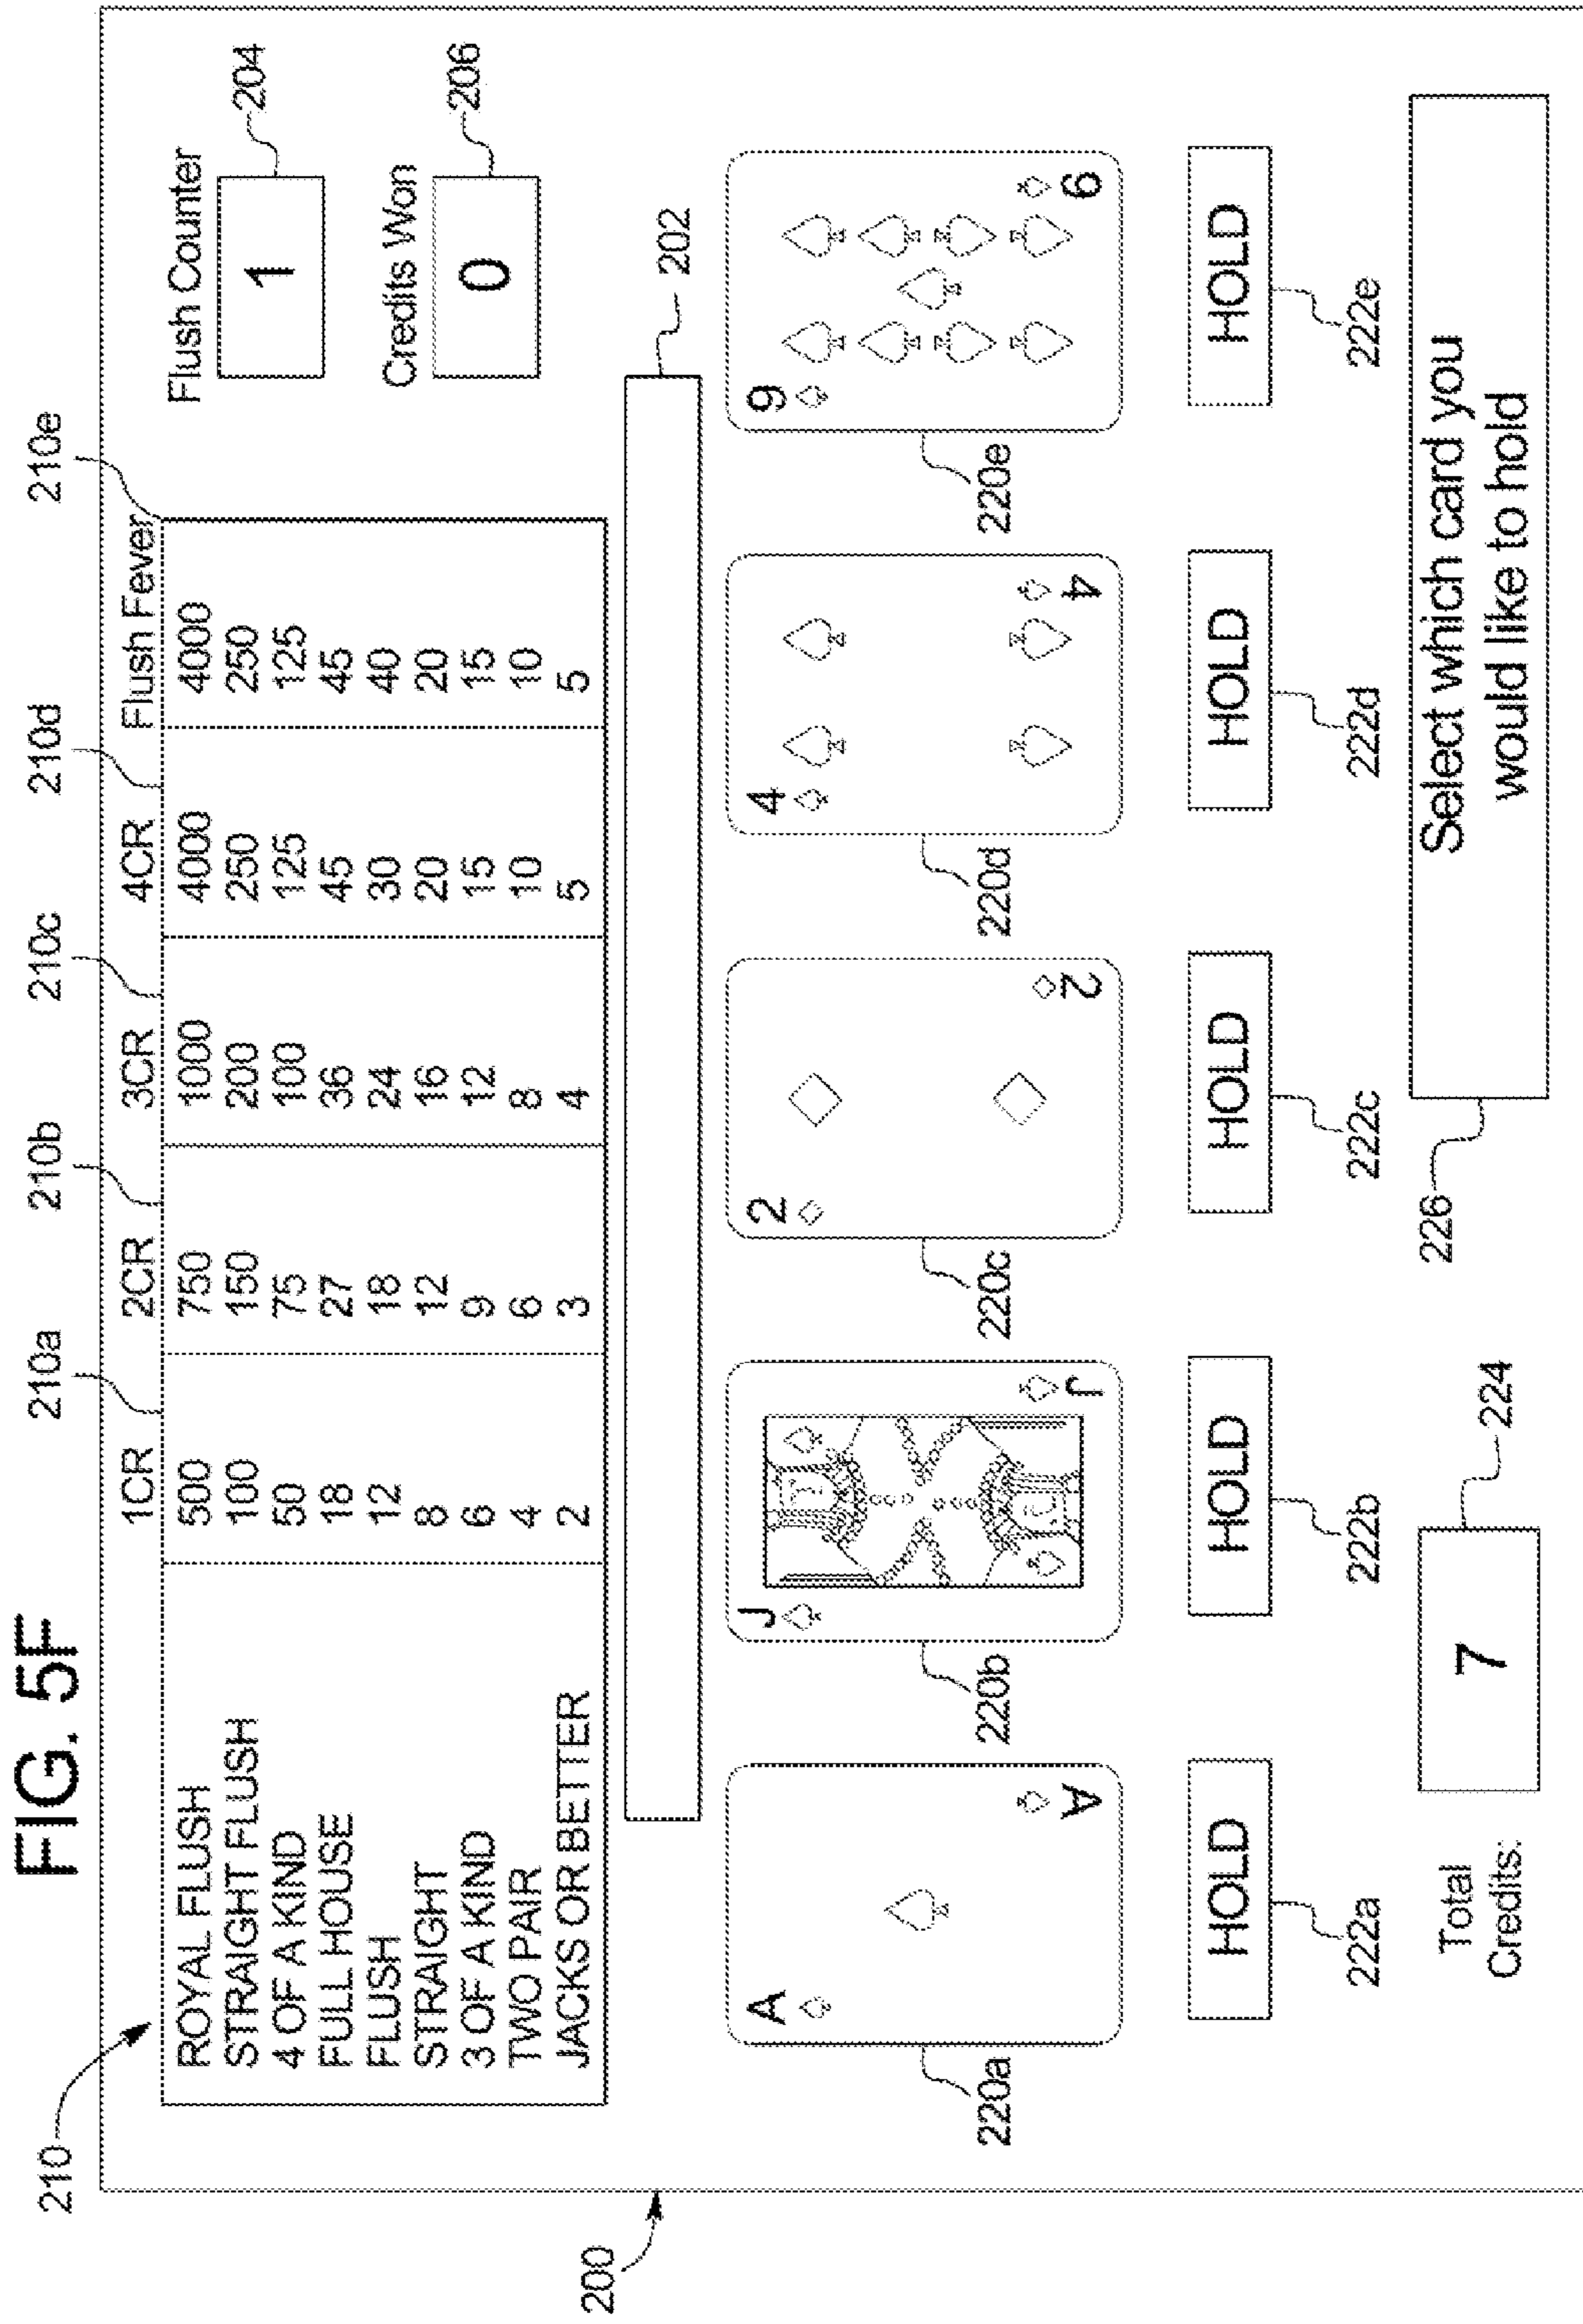 FIG. 5F
210 210a 210b 210c 210d 210e
1CR 2CR 3CR 4CR Flush Fever
ROYAL FLUSH 500 750 1000 4000 4000
STRAIGHT FLUSH 100 150 200 250 250
4 OF A KIND 50 75 100 125 125
FULL HOUSE 18 27 36 45 45
FLUSH 12 18 24 30 40
STRAIGHT 8 12 16 20 20
3 OF A KIND 6 9 12 15 15
TWO PAIR 4 6 8 10 10
JACKS OR BETTER 2 3 4 5 5
Flush Counter
1
204
Credits Won
0
206
200
202
A J 2 4 9
A J 2 4 9
220a 220b 220c 220d 220e
HOLD HOLD HOLD HOLD HOLD
222a 222b 222c 222d 222e
Total
Credits:
7
224
226
Select which card you
would like to hold